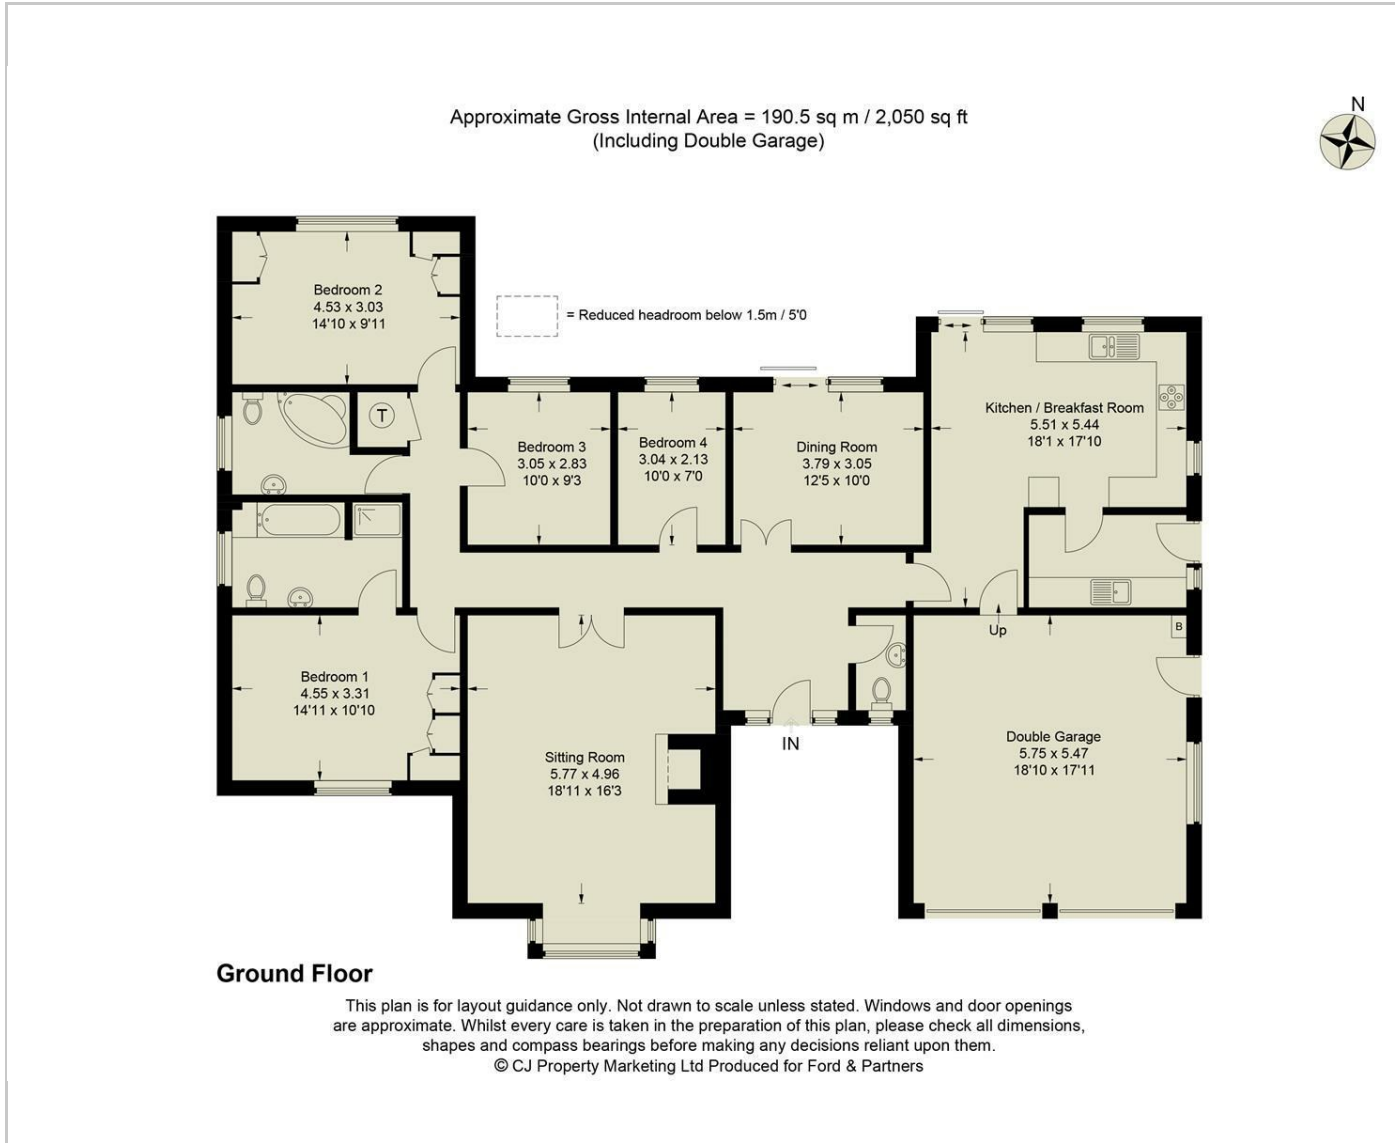 Approximate Gross Internal Area = 190.5 sq m / 2,050 sq ft
(Including Double Garage)
N
Bedroom 2
4.53 x 3.03
14'10 x 9'11
= Reduced headroom below 1.5m / 5'0
T
Bedroom 3
3.05 x 2.83
10'0 x 9'3
Bedroom 4
3.04 x 2.13
10'0 x 7'0
Dining Room
3.79 x 3.05
12'5 x 10'0
Kitchen / Breakfast Room
5.51 x 5.44
18'1 x 17'10
Up
B
Bedroom 1
4.55 x 3.31
14'11 x 10'10
Sitting Room
5.77 x 4.96
18'11 x 16'3
IN
Double Garage
5.75 x 5.47
18'10 x 17'11
Ground Floor
This plan is for layout guidance only. Not drawn to scale unless stated. Windows and door openings
are approximate. Whilst every care is taken in the preparation of this plan, please check all dimensions,
shapes and compass bearings before making any decisions reliant upon them.
© CJ Property Marketing Ltd Produced for Ford & Partners